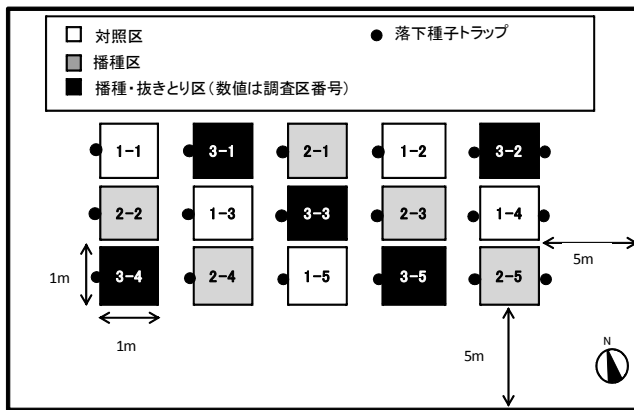 対照区 落下種子トラップ
播種区
播種・抜きとり区(数値は調査区番号)
1-1 3-1 2-1 1-2 3-2
2-2 1-3 3-3 2-3 1-4
5m
1m 3-4 2-4 1-5 3-5 2-5
1m
5m
N